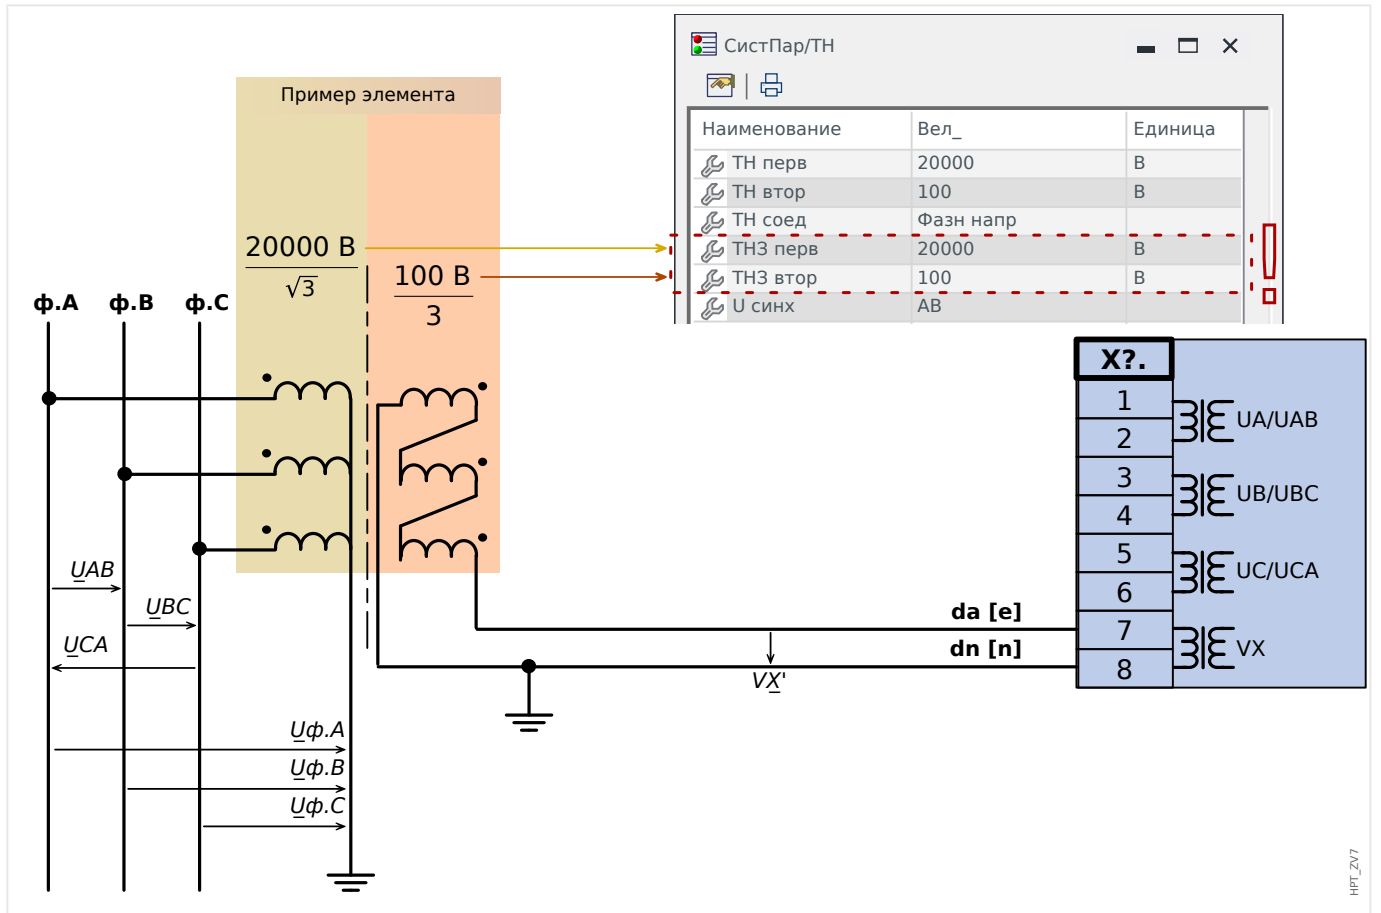 СистПар/ТН
Пример элемента
Наименование Вел_ Единица
ТН перв 20000 В
ТН втор 100 В
ТН соед Фазн напр
ТНЗ перв 20000 В
ТНЗ втор 100 В
U синх АВ
20000 В
√3
100 В
3
ф.А ф.В ф.С
X?.
1
2
UA/UAB
3
4
UB/UBC
5
6
UC/UCA
7
8
VX
UAB
UBC
UCA
da [e]
dn [n]
VX'
Uф.А
Uф.В
Uф.С
HPT_ZV7